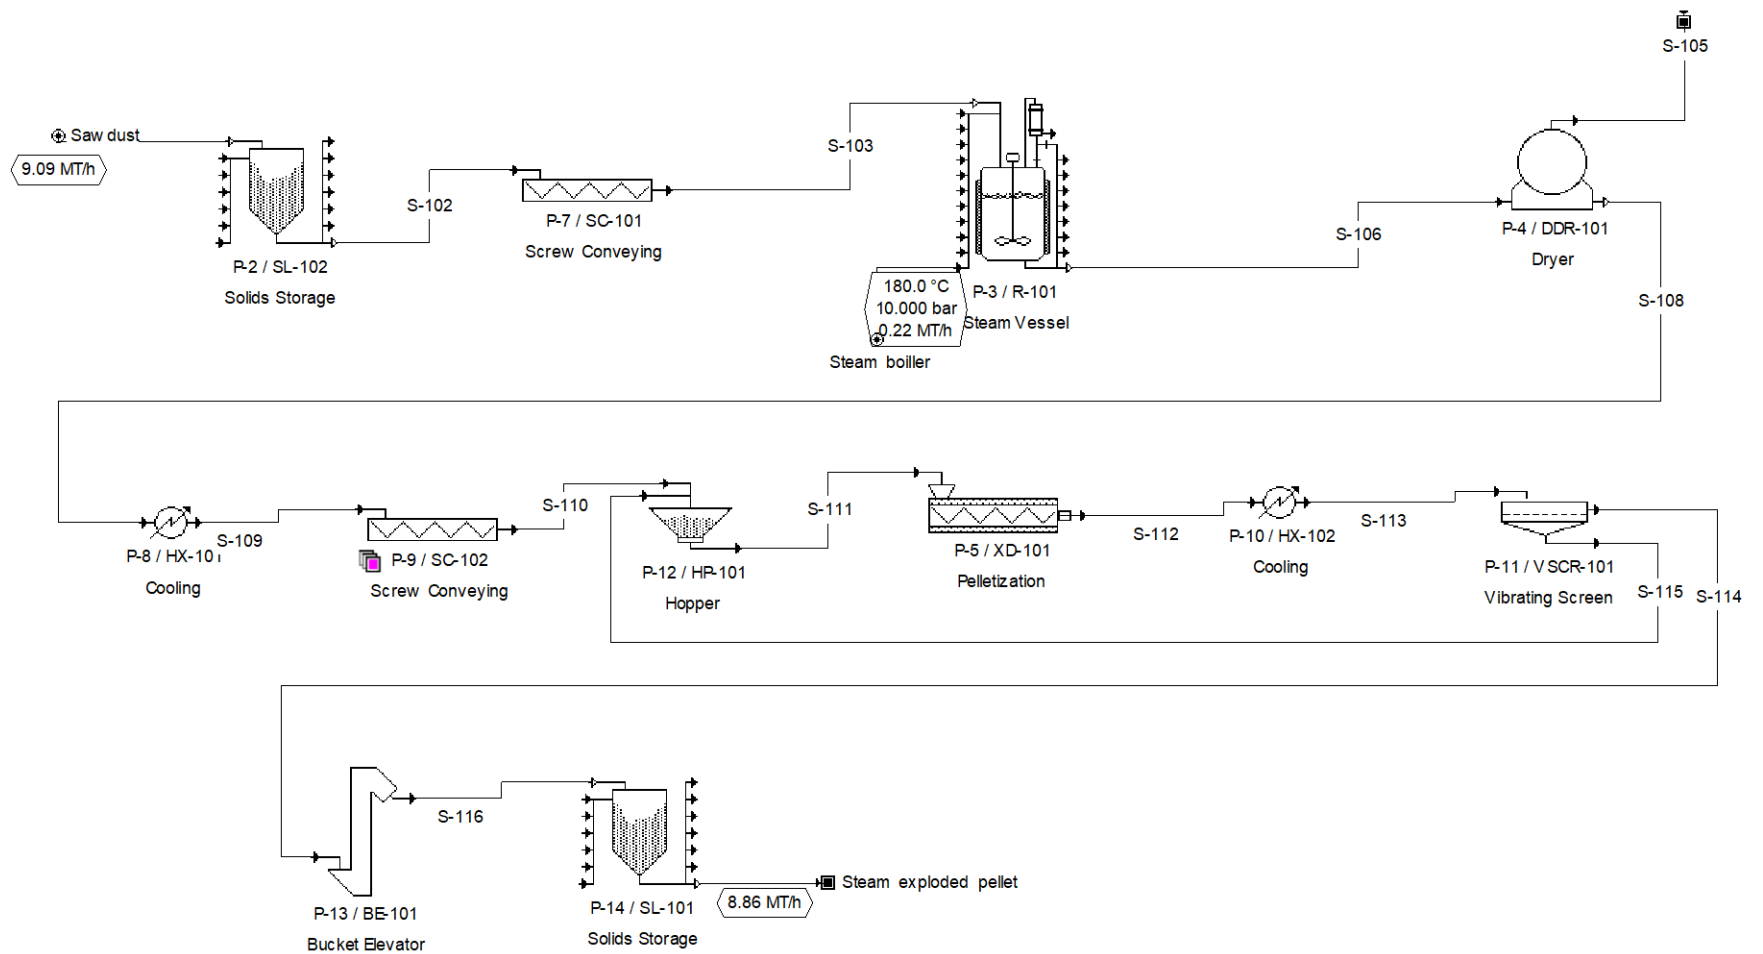 S-105
Saw dust
9.09 MT/h
S-102
P-7 / SC-101
Screw Conveying
P-2 / SL-102
Solids Storage
S-103
180.0 °C
10.000 bar
0.22 MT/h
Steam boiller
P-3 / R-101
Steam Vessel
S-106
P-4 / DDR-101
Dryer
S-108
P-8 / HX-101
Cooling
S-109
P-9 / SC-102
Screw Conveying
S-110
P-12 / HP-101
Hopper
S-111
P-5 / XD-101
Pelletization
S-112
P-10 / HX-102
Cooling
S-113
P-11 / VSCR-101
Vibrating Screen
S-115
S-114
P-13 / BE-101
Bucket Elevator
S-116
P-14 / SL-101
Solids Storage
8.86 MT/h
Steam exploded pellet